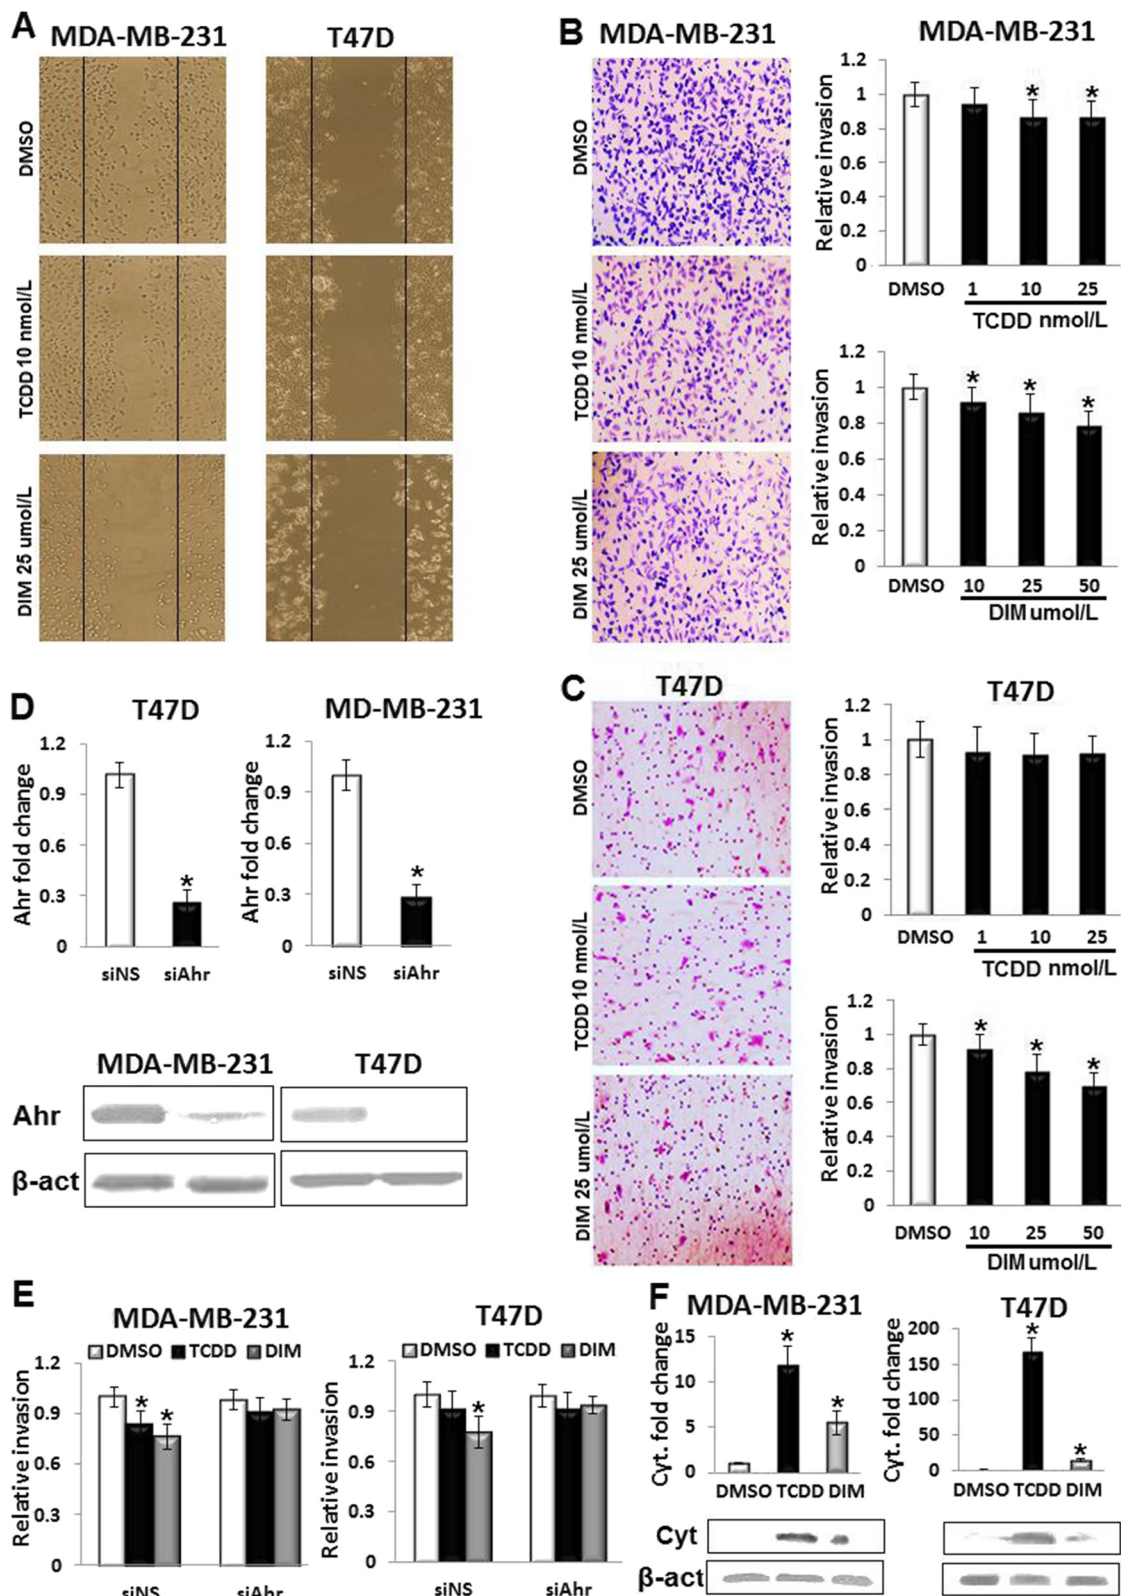 A
MDA-MB-231
T47D
DMSO
TCDD 10 nmol/L
DIM 25 umol/L
B
MDA-MB-231
MDA-MB-231
DMSO
TCDD 10 nmol/L
DIM 25 umol/L
Relative invasion
1.2
1
0.8
0.6
0.4
0.2
0
* *
DMSO 1 10 25
TCDD nmol/L
Relative invasion
1.2
1
0.8
0.6
0.4
0.2
0
* * *
DMSO 10 25 50
DIM umol/L
C
T47D
T47D
DMSO
TCDD 10 nmol/L
DIM 25 umol/L
Relative invasion
1.2
1
0.8
0.6
0.4
0.2
0
DMSO 1 10 25
TCDD nmol/L
Relative invasion
1.2
1
0.8
0.6
0.4
0.2
0
* * *
DMSO 10 25 50
DIM umol/L
D
T47D
MD-MB-231
Ahr fold change
1.2
0.9
0.6
0.3
0
*
siNS siAhr
Ahr fold change
1.2
0.9
0.6
0.3
0
*
siNS siAhr
MDA-MB-231
T47D
Ahr
β-act
E
MDA-MB-231
DMSO TCDD DIM
Relative invasion
1.2
0.9
0.6
0.3
0
* *
siNS siAhr
T47D
DMSO TCDD DIM
Relative invasion
1.2
0.9
0.6
0.3
0
*
siNS siAhr
F
MDA-MB-231
Cyt. fold change
15
10
5
0
* *
DMSO TCDD DIM
T47D
Cyt. fold change
200
150
100
50
0
* *
DMSO TCDD DIM
Cyt
β-act